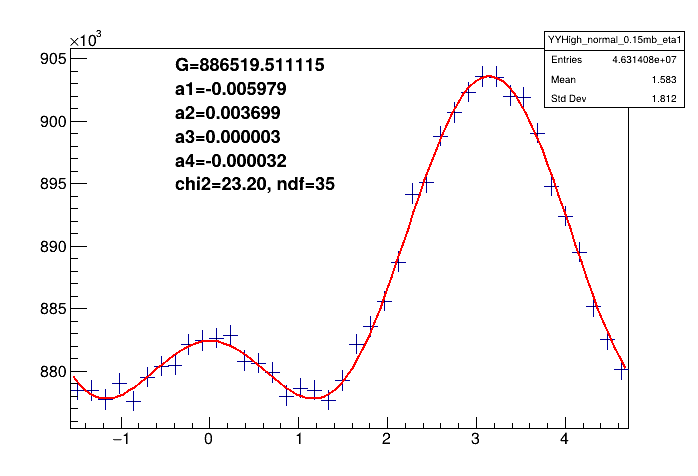 ×10³
YYHigh_normal_0.15mb_eta1
Entries 4.631408e+07
Mean 1.583
Std Dev 1.812
G=886519.511115
a1=-0.005979
a2=0.003699
a3=0.000003
a4=-0.000032
chi2=23.20, ndf=35
905
900
895
890
885
880
−1 0 1 2 3 4